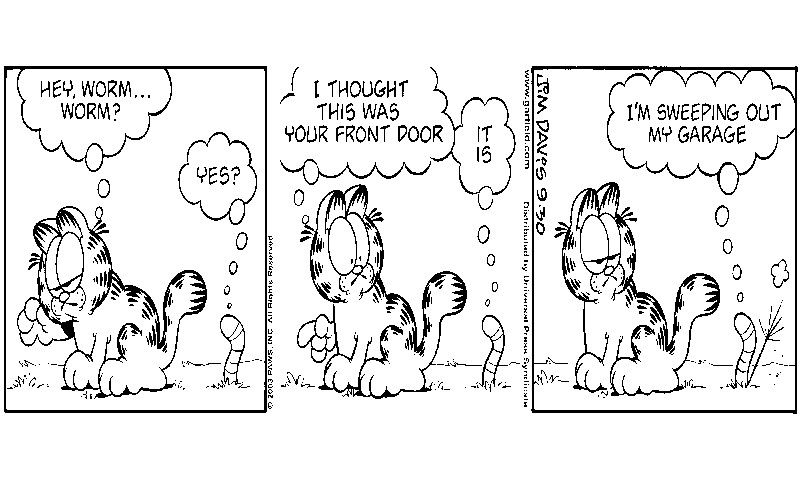 HEY, WORM...
WORM?
YES?
© 2003 PAWS, INC. All Rights Reserved
I THOUGHT
THIS WAS
YOUR FRONT DOOR
IT
IS
www.garfield.com
Distributed by Universal Press Syndicate
JIM DAVIS 9-30
I'M SWEEPING OUT
MY GARAGE